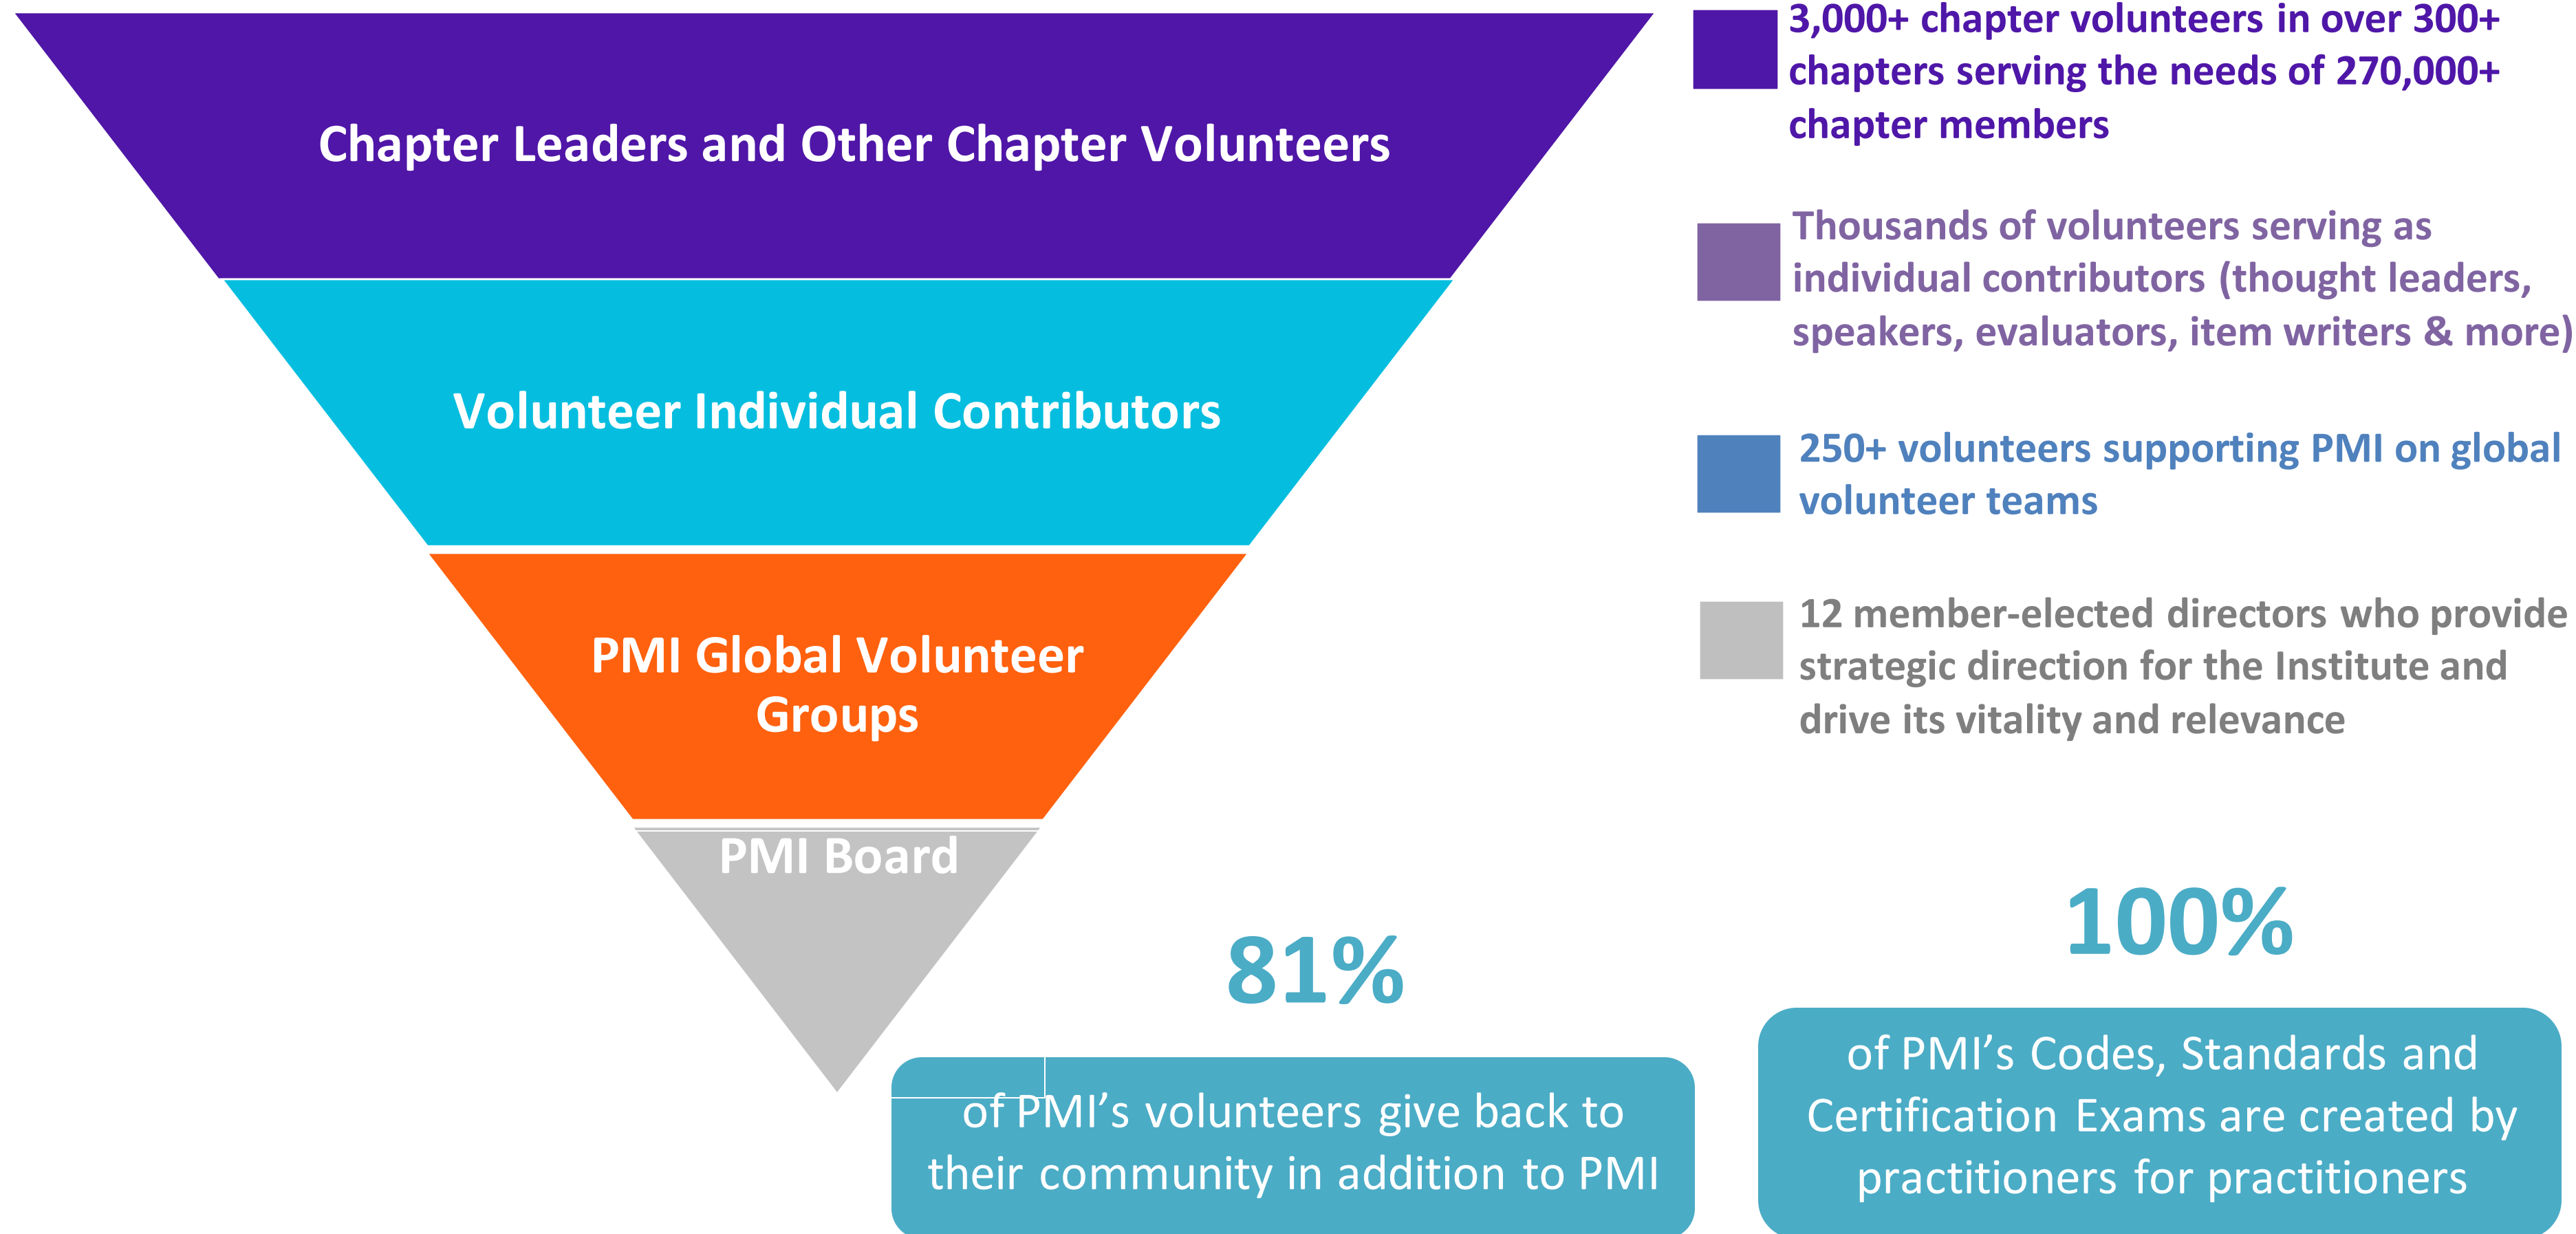 Chapter Leaders and Other Chapter Volunteers
Volunteer Individual Contributors
PMI Global Volunteer
Groups
PMI Board
3,000+ chapter volunteers in over 300+
chapters serving the needs of 270,000+
chapter members
Thousands of volunteers serving as
individual contributors (thought leaders,
speakers, evaluators, item writers & more)
250+ volunteers supporting PMI on global
volunteer teams
12 member-elected directors who provide
strategic direction for the Institute and
drive its vitality and relevance
81%
of PMI’s volunteers give back to
their community in addition to PMI
100%
of PMI’s Codes, Standards and
Certification Exams are created by
practitioners for practitioners